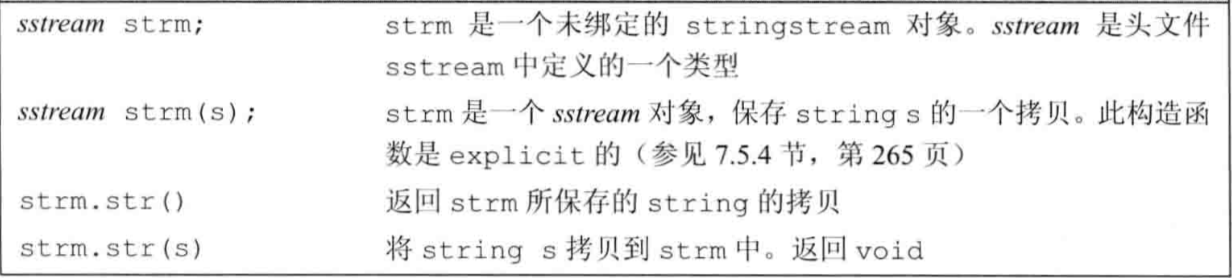 sstream strm; strm 是一个未绑定的 stringstream 对象。sstream 是头文件
sstream 中定义的一个类型
sstream strm(s); strm 是一个 sstream 对象，保存 string s 的一个拷贝。此构造函
数是 explicit 的（参见 7.5.4 节，第 265 页）
strm.str() 返回 strm 所保存的 string 的拷贝
strm.str(s) 将 string s 拷贝到 strm 中。返回 void